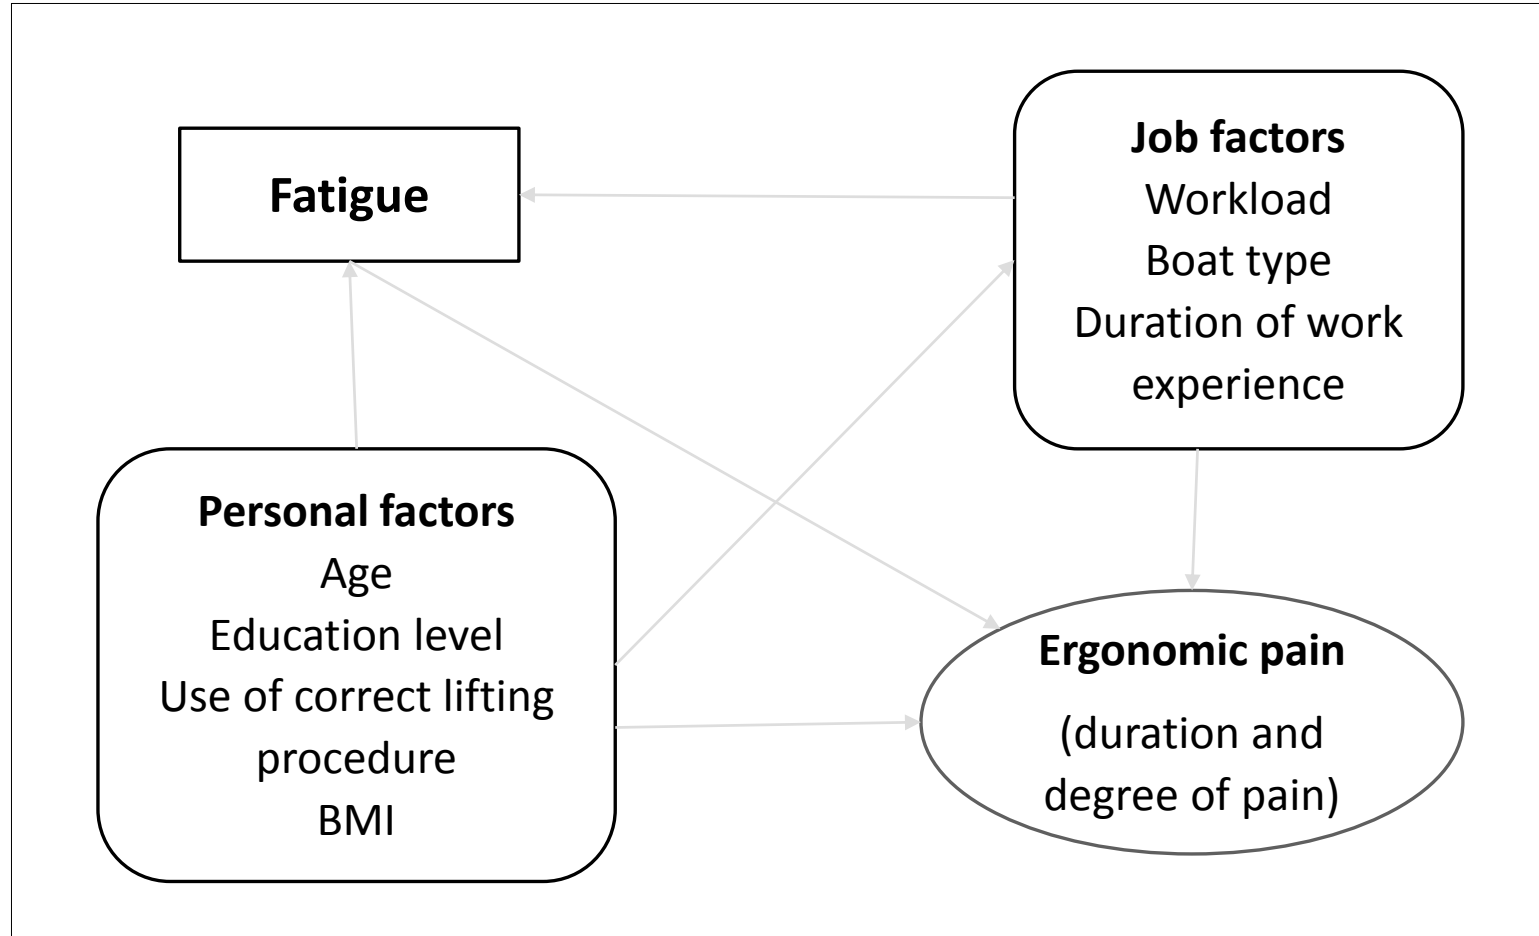 Fatigue
Job factors
Workload
Boat type
Duration of work
experience
Personal factors
Age
Education level
Use of correct lifting
procedure
BMI
Ergonomic pain
(duration and
degree of pain)